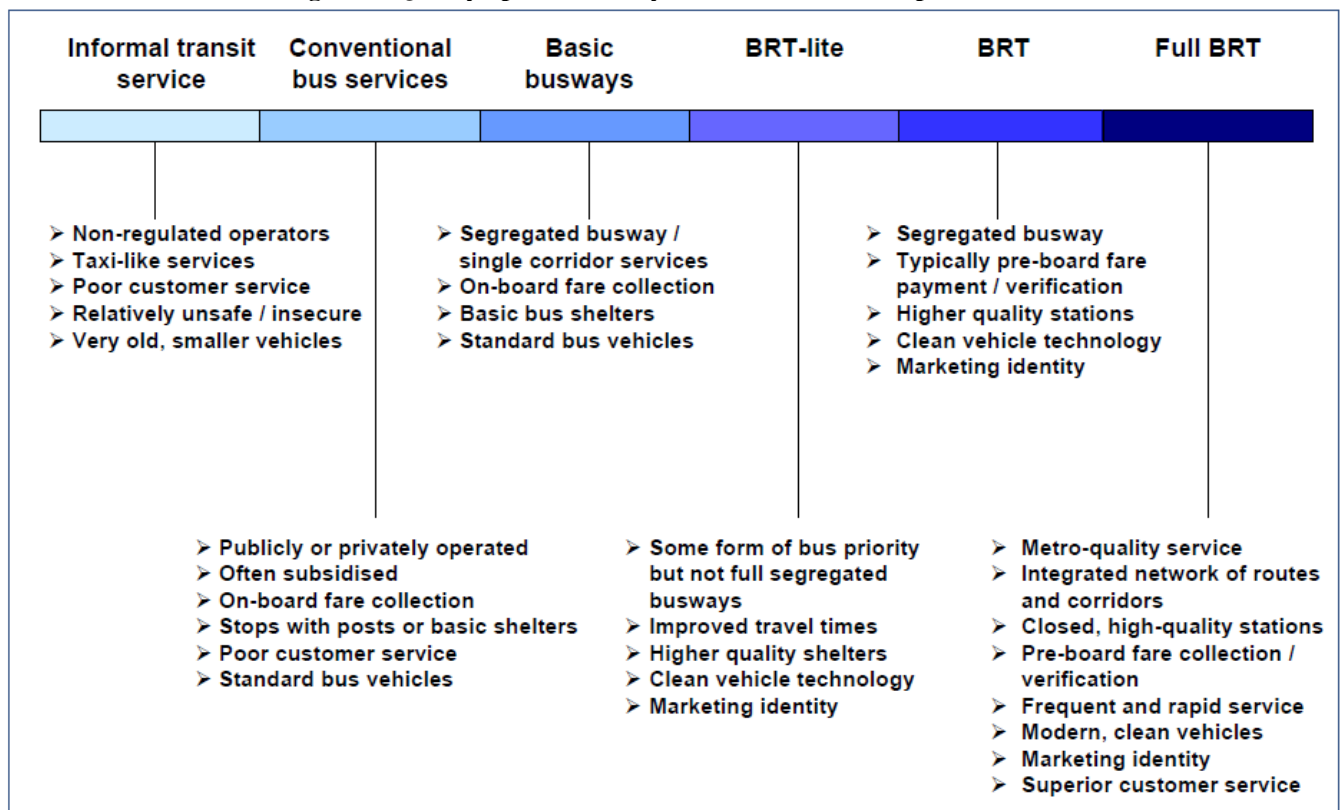 Informal transit
service
Conventional
bus services
Basic
busways
BRT-lite
BRT
Full BRT
➢ Non-regulated operators
➢ Taxi-like services
➢ Poor customer service
➢ Relatively unsafe / insecure
➢ Very old, smaller vehicles
➢ Segregated busway /
single corridor services
➢ On-board fare collection
➢ Basic bus shelters
➢ Standard bus vehicles
➢ Segregated busway
➢ Typically pre-board fare
payment / verification
➢ Higher quality stations
➢ Clean vehicle technology
➢ Marketing identity
➢ Publicly or privately operated
➢ Often subsidised
➢ On-board fare collection
➢ Stops with posts or basic shelters
➢ Poor customer service
➢ Standard bus vehicles
➢ Some form of bus priority
but not full segregated
busways
➢ Improved travel times
➢ Higher quality shelters
➢ Clean vehicle technology
➢ Marketing identity
➢ Metro-quality service
➢ Integrated network of routes
and corridors
➢ Closed, high-quality stations
➢ Pre-board fare collection /
verification
➢ Frequent and rapid service
➢ Modern, clean vehicles
➢ Marketing identity
➢ Superior customer service